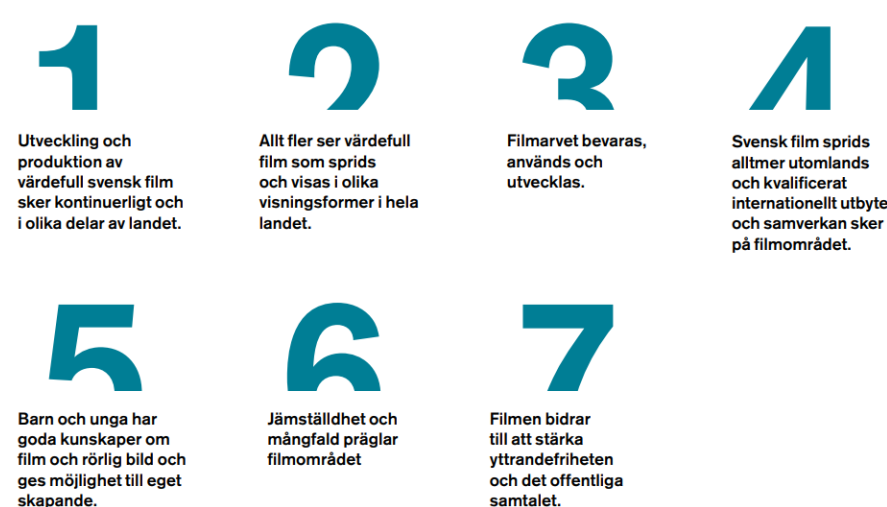 1
Utveckling och
produktion av
värdefull svensk film
sker kontinuerligt och
i olika delar av landet.
2
Allt fler ser värdefull
film som sprids
och visas i olika
visningsformer i hela
landet.
3
Filmarvet bevaras,
används och
utvecklas.
4
Svensk film sprids
alltmer utomlands
och kvalificerat
internationellt utbyte
och samverkan sker
på filmområdet.
5
Barn och unga har
goda kunskaper om
film och rörlig bild och
ges möjlighet till eget
skapande.
6
Jämställdhet och
mångfald präglar
filmområdet
7
Filmen bidrar
till att stärka
yttrandefriheten
och det offentliga
samtalet.